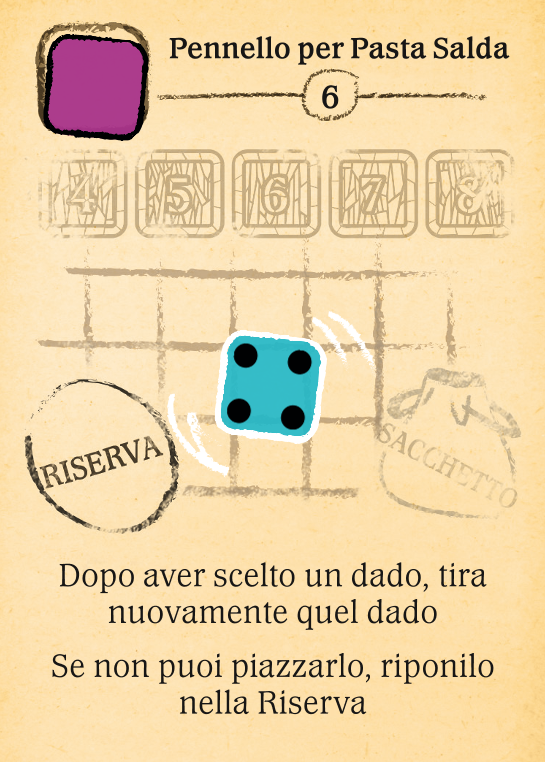 Pennello per Pasta Salda
6
4 5 6 7 8
RISERVA
SACCHETTO
Dopo aver scelto un dado, tira
nuovamente quel dado
Se non puoi piazzarlo, riponilo
nella Riserva